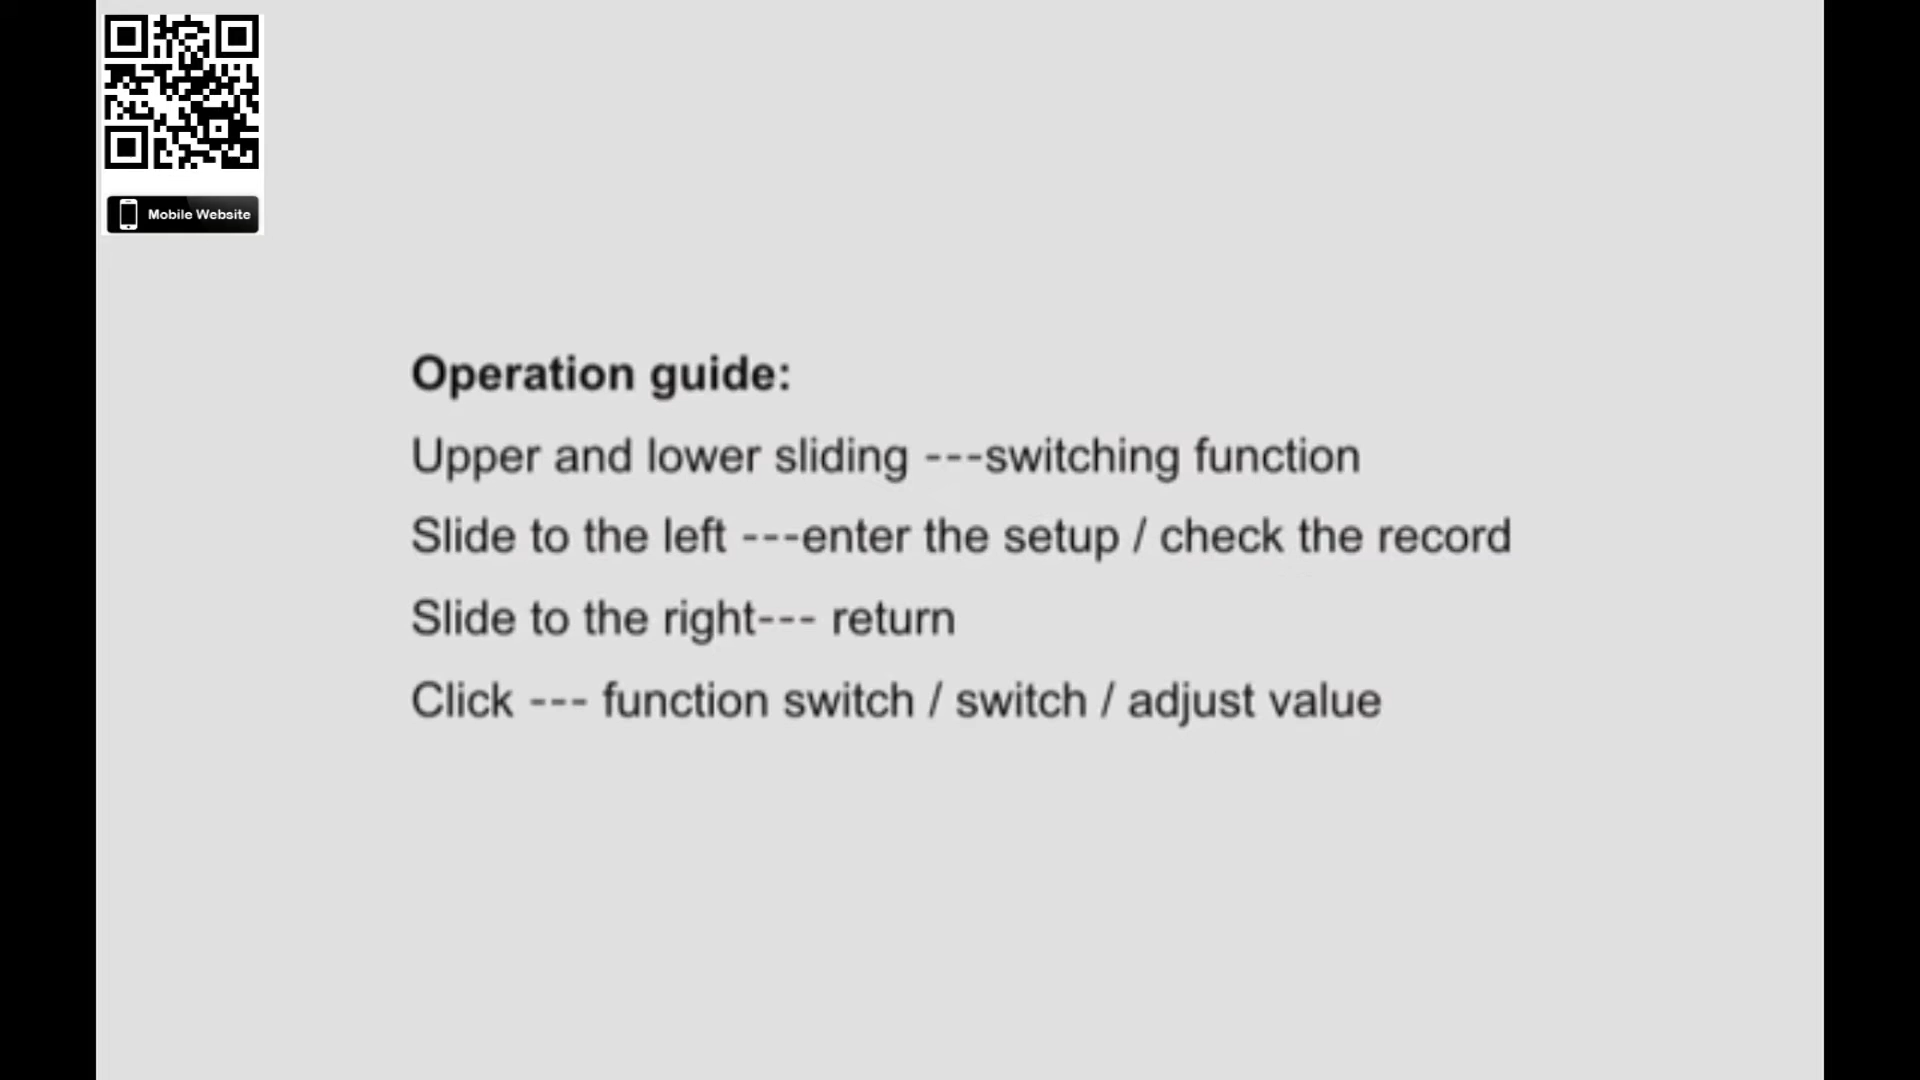 Mobile Website
Operation guide:
Upper and lower sliding ---switching function
Slide to the left ---enter the setup / check the record
Slide to the right--- return
Click --- function switch / switch / adjust value